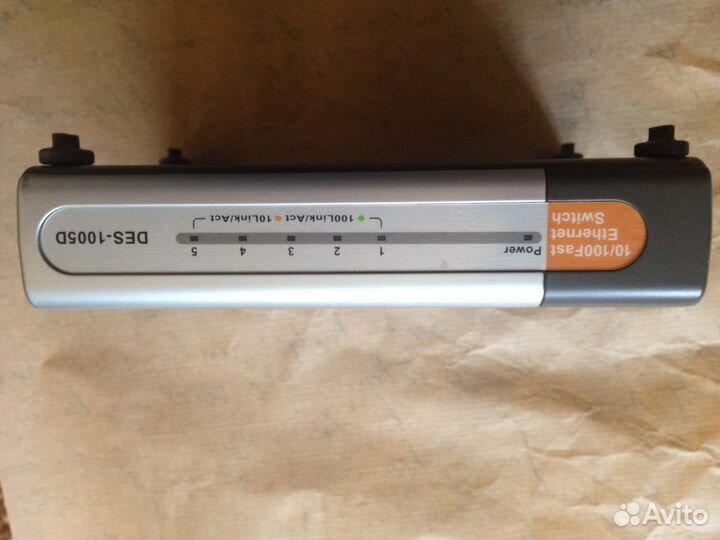 10/100Fast
Ethernet
Switch
Power
1 2 3 4 5
100Link/Act 10Link/Act
DES-1005D
Avito